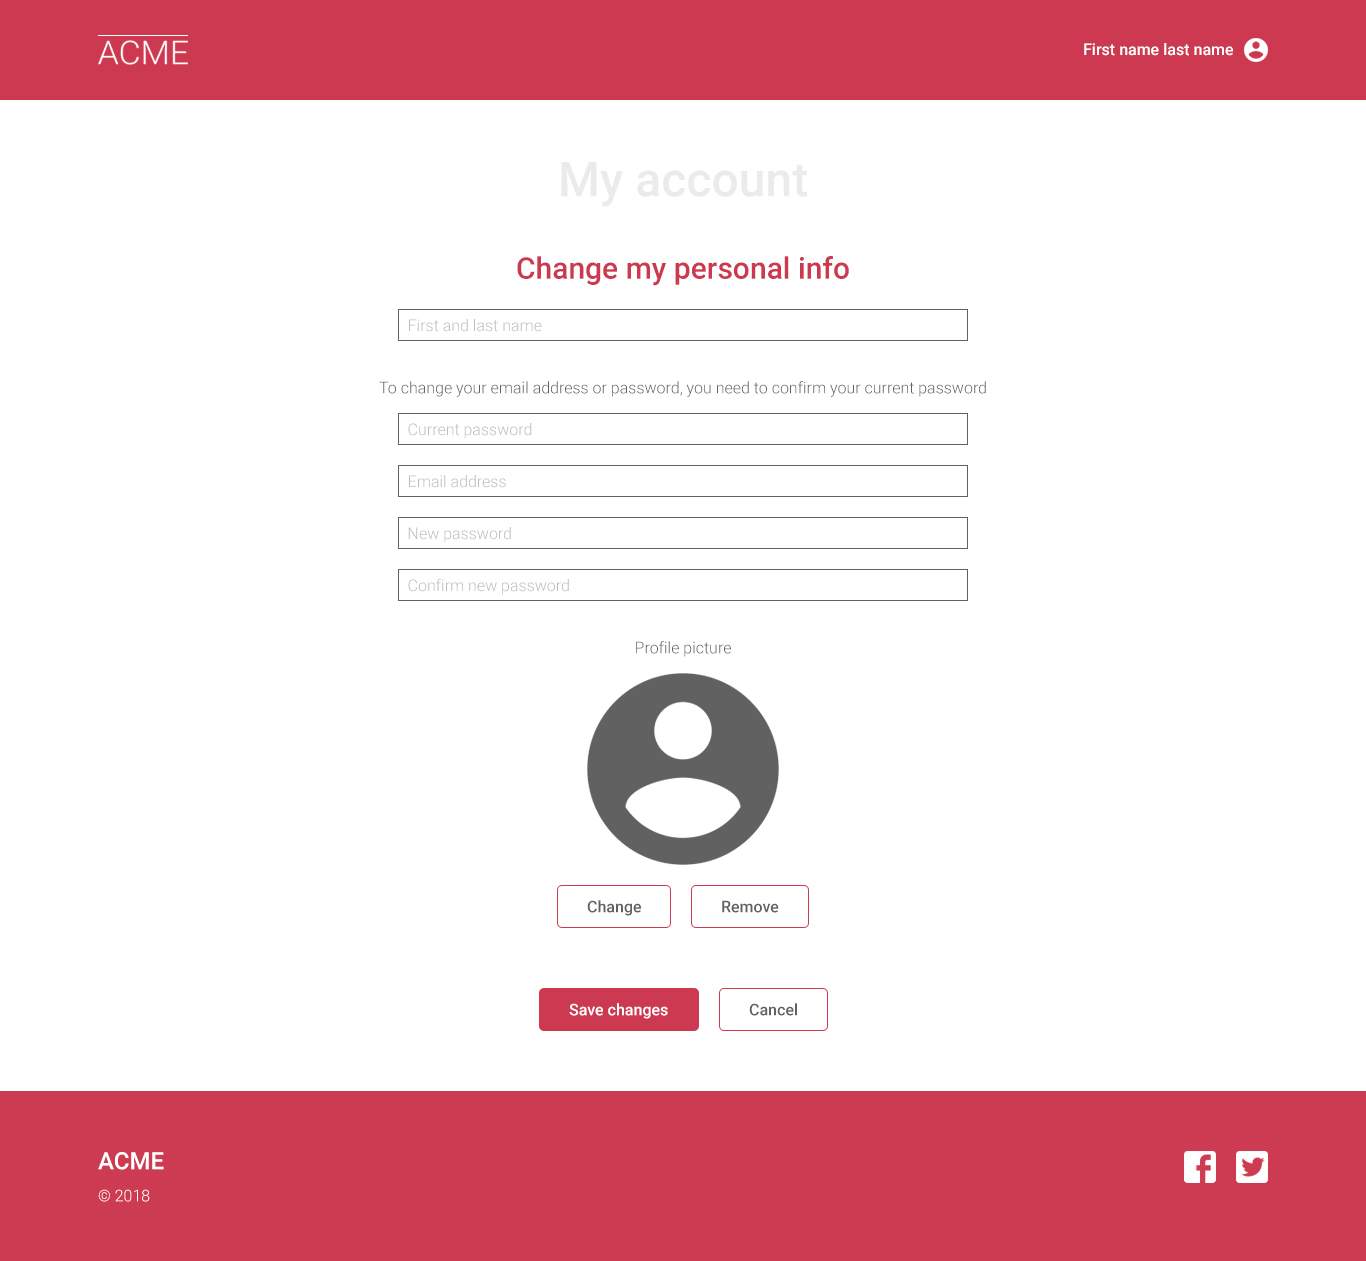 ACME
First name last name
My account
Change my personal info
First and last name
To change your email address or password, you need to confirm your current password
Current password
Email address
New password
Confirm new password
Profile picture
Change
Remove
Save changes
Cancel
ACME
© 2018